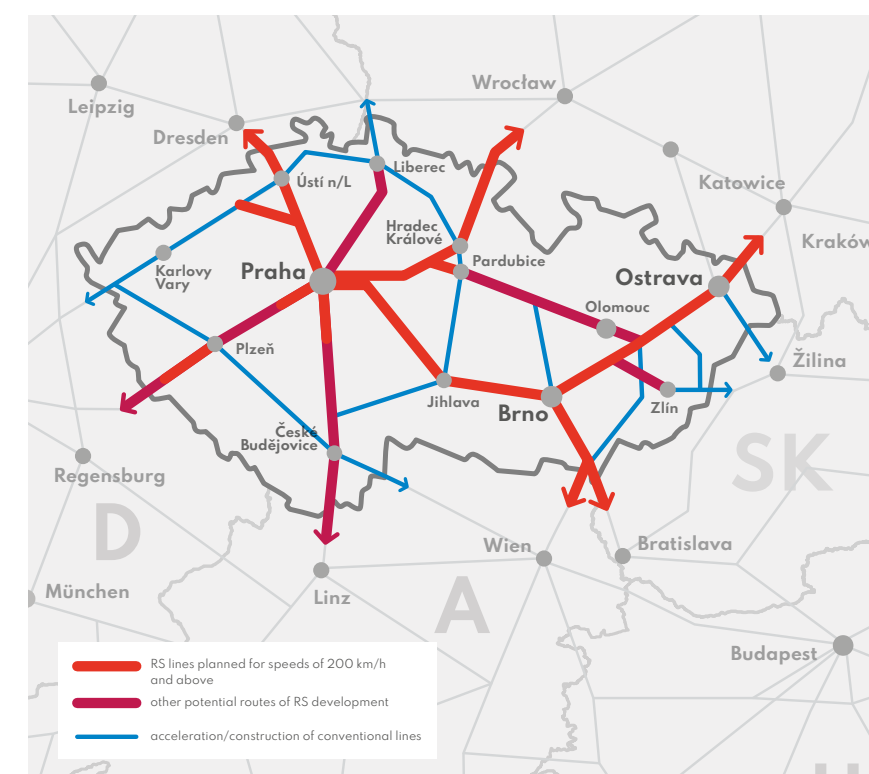 Wrocław
Leipzig
Dresden
Liberec
Ústí n/L
Katowice
Hradec
Králové
Kraków
Pardubice
Praha
Karlovy
Vary
Ostrava
Olomouc
Plzeň
Žilina
Jihlava
Zlín
Brno
České
Budějovice
SK
Regensburg
D
Wien
Bratislava
München
Linz
A
Budapest
RS lines planned for speeds of 200 km/h
and above
other potential routes of RS development
acceleration/construction of conventional lines